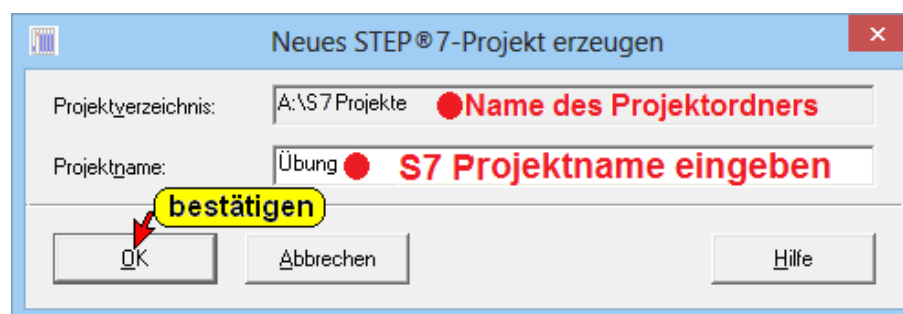 Neues STEP®7-Projekt erzeugen
Projektverzeichnis: A:\S7 Projekte Name des Projektordners
Projektname: Übung S7 Projektname eingeben
bestätigen
OK Abbrechen Hilfe